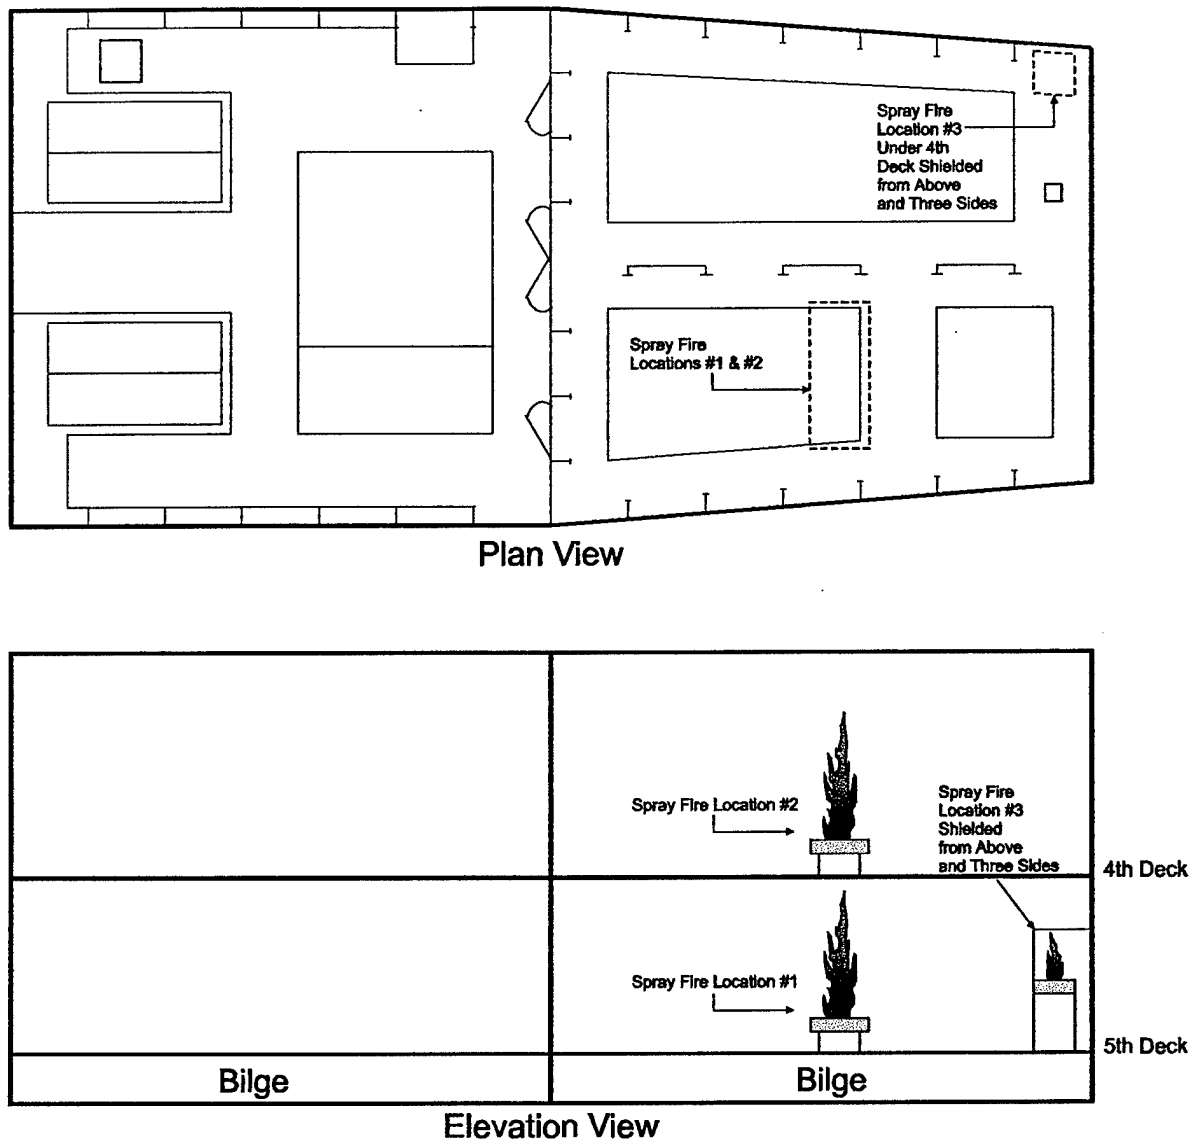 Spray Fire
Location #3
Under 4th
Deck Shielded
from Above
and Three Sides
Spray Fire
Locations #1 & #2
Plan View
Spray Fire Location #2
Spray Fire
Location #3
Shielded
from Above
and Three Sides
4th Deck
Spray Fire Location #1
5th Deck
Bilge
Bilge
Elevation View